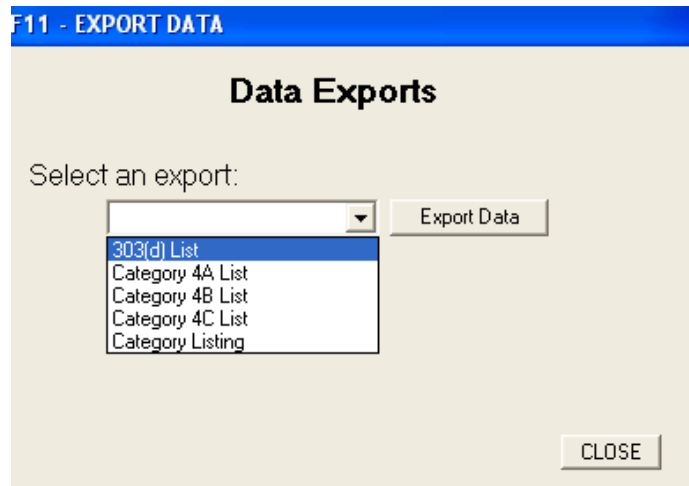 F11 - EXPORT DATA
Data Exports
Select an export:
Export Data
303(d) List
Category 4A List
Category 4B List
Category 4C List
Category Listing
CLOSE